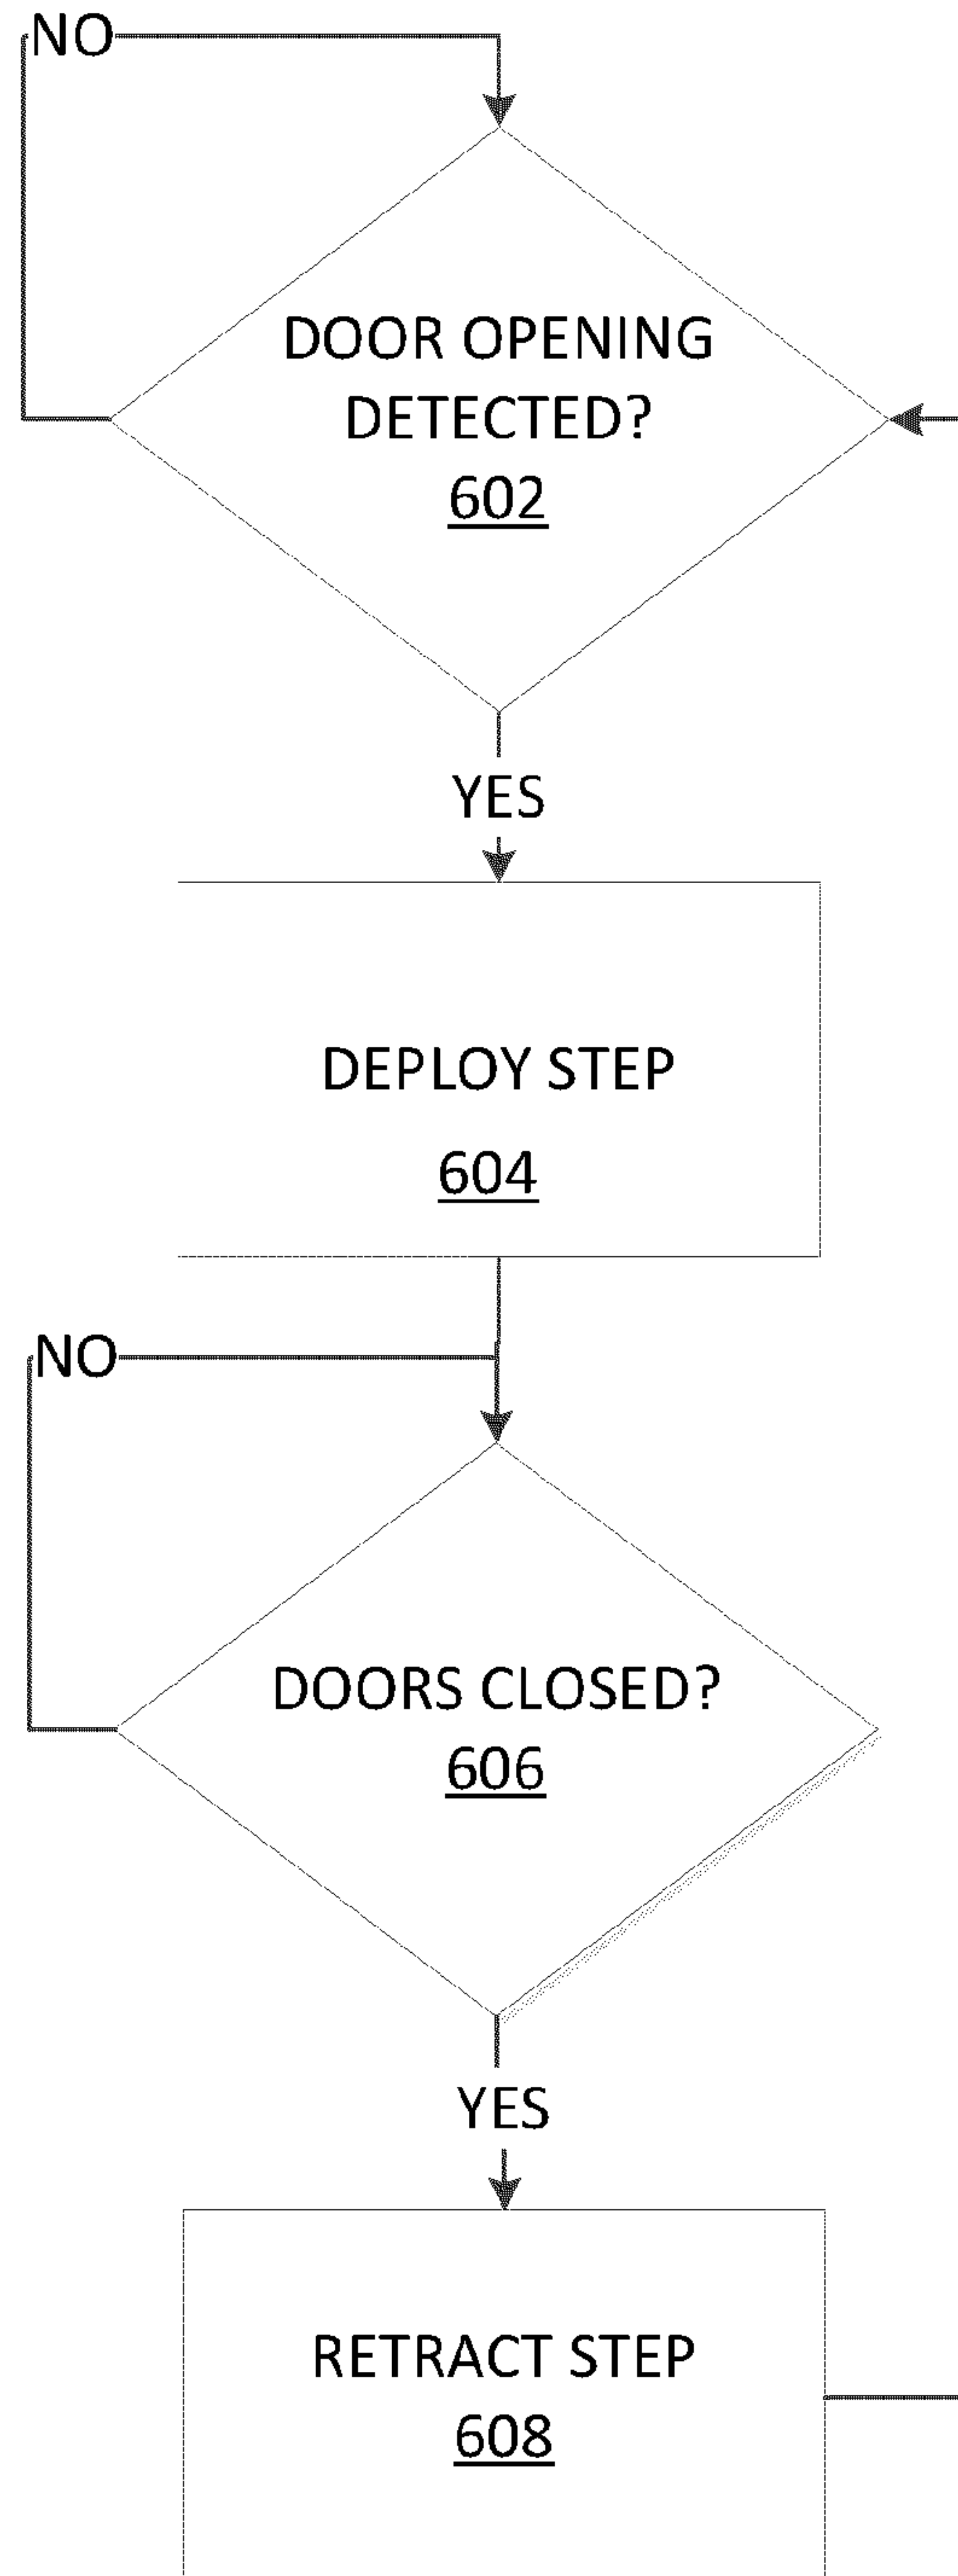 NO
DOOR OPENING
DETECTED?
602
YES
DEPLOY STEP
604
NO
DOORS CLOSED?
606
YES
RETRACT STEP
608